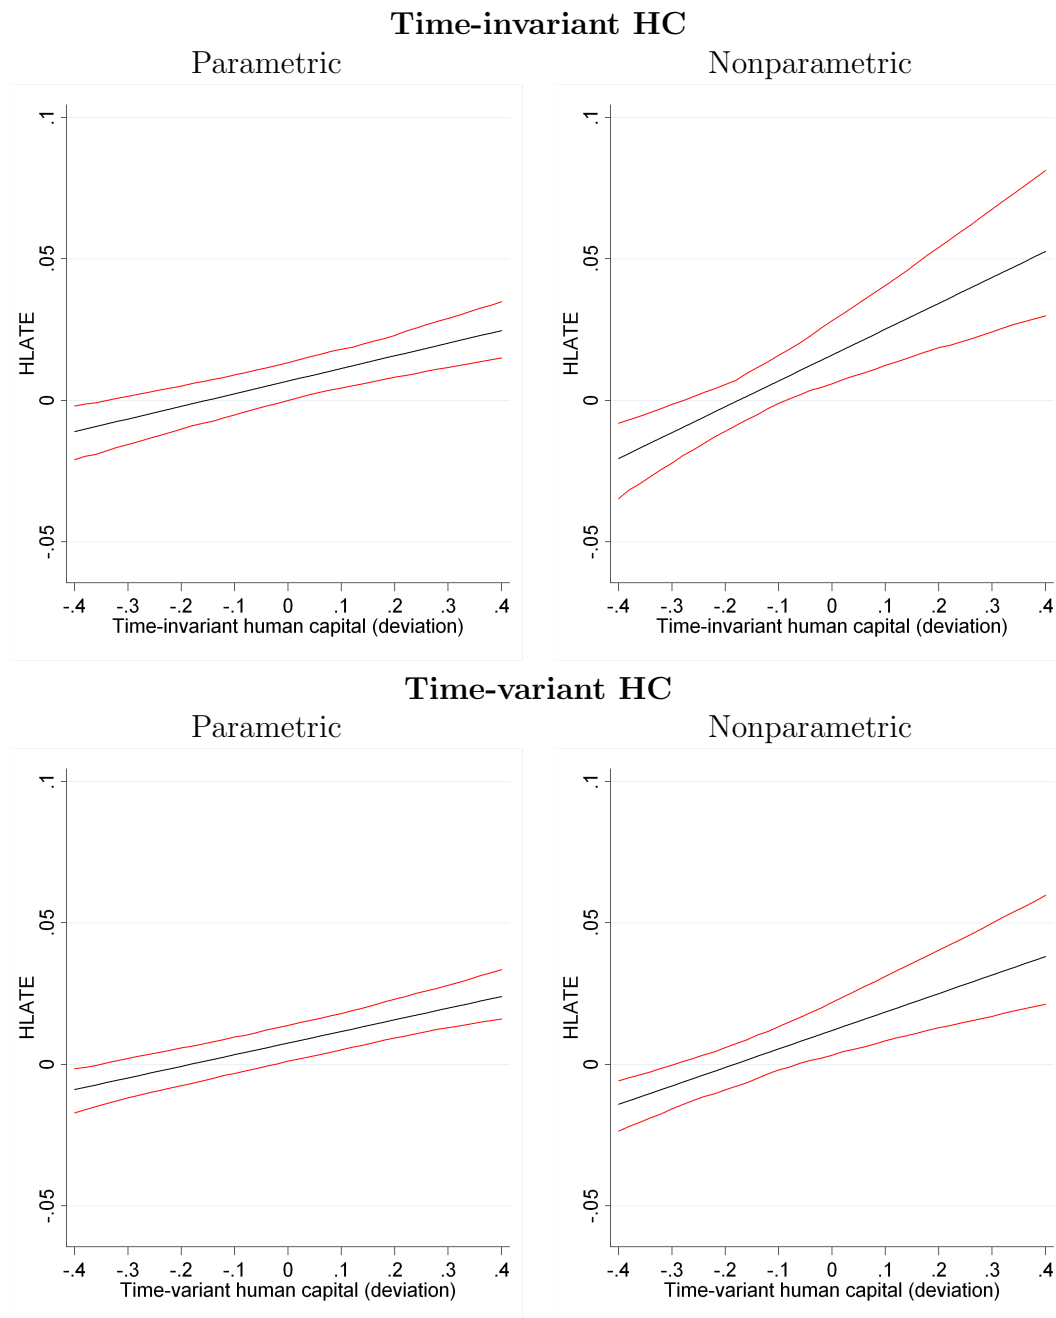 Time-invariant HC
Parametric
Nonparametric
.1
.05
0
-.05
HLATE
-.4 -.3 -.2 -.1 0 .1 .2 .3 .4
Time-invariant human capital (deviation)
.1
.05
0
-.05
HLATE
-.4 -.3 -.2 -.1 0 .1 .2 .3 .4
Time-invariant human capital (deviation)
Time-variant HC
Parametric
Nonparametric
.1
.05
0
-.05
HLATE
-.4 -.3 -.2 -.1 0 .1 .2 .3 .4
Time-variant human capital (deviation)
.1
.05
0
-.05
HLATE
-.4 -.3 -.2 -.1 0 .1 .2 .3 .4
Time-variant human capital (deviation)